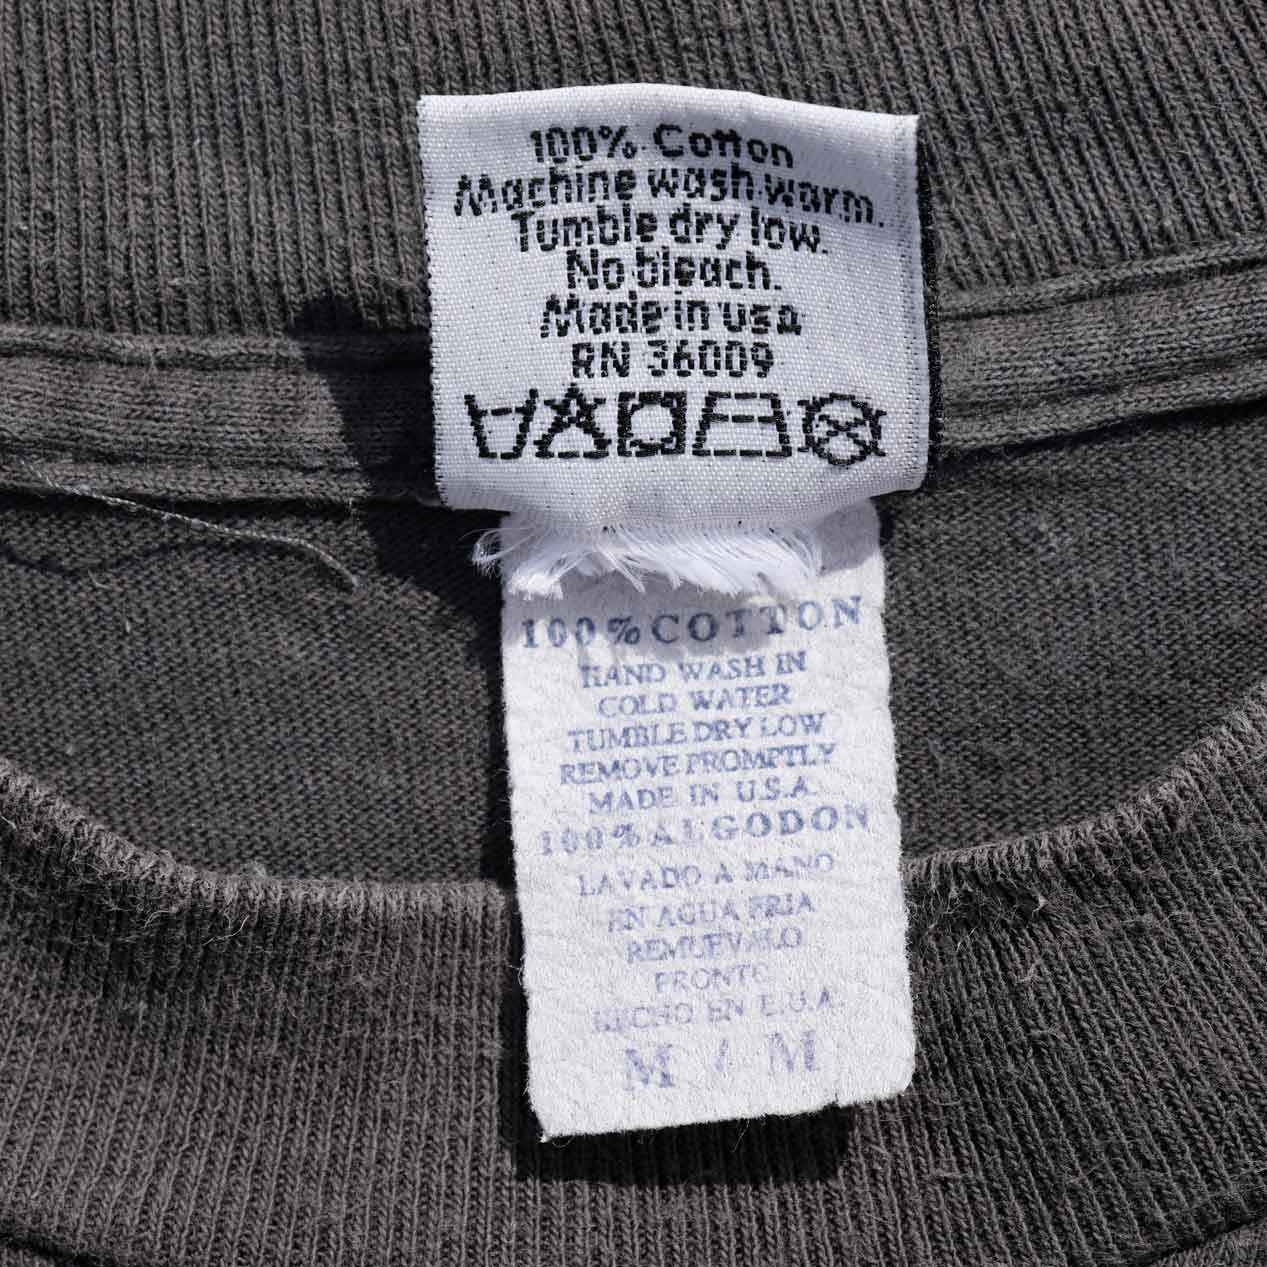 100% Cotton
Machine wash warm.
Tumble dry low.
No bleach.
Made in usa
RN 36009
100% COTTON
HAND WASH IN
COLD WATER
TUMBLE DRY LOW
REMOVE PROMPTLY
MADE IN U.S.A.
100% ALGODON
LAVADO A MANO
EN AGUA FRIA
REMUEVALO
PRONTO
HECHO EN E.U.A
M / M